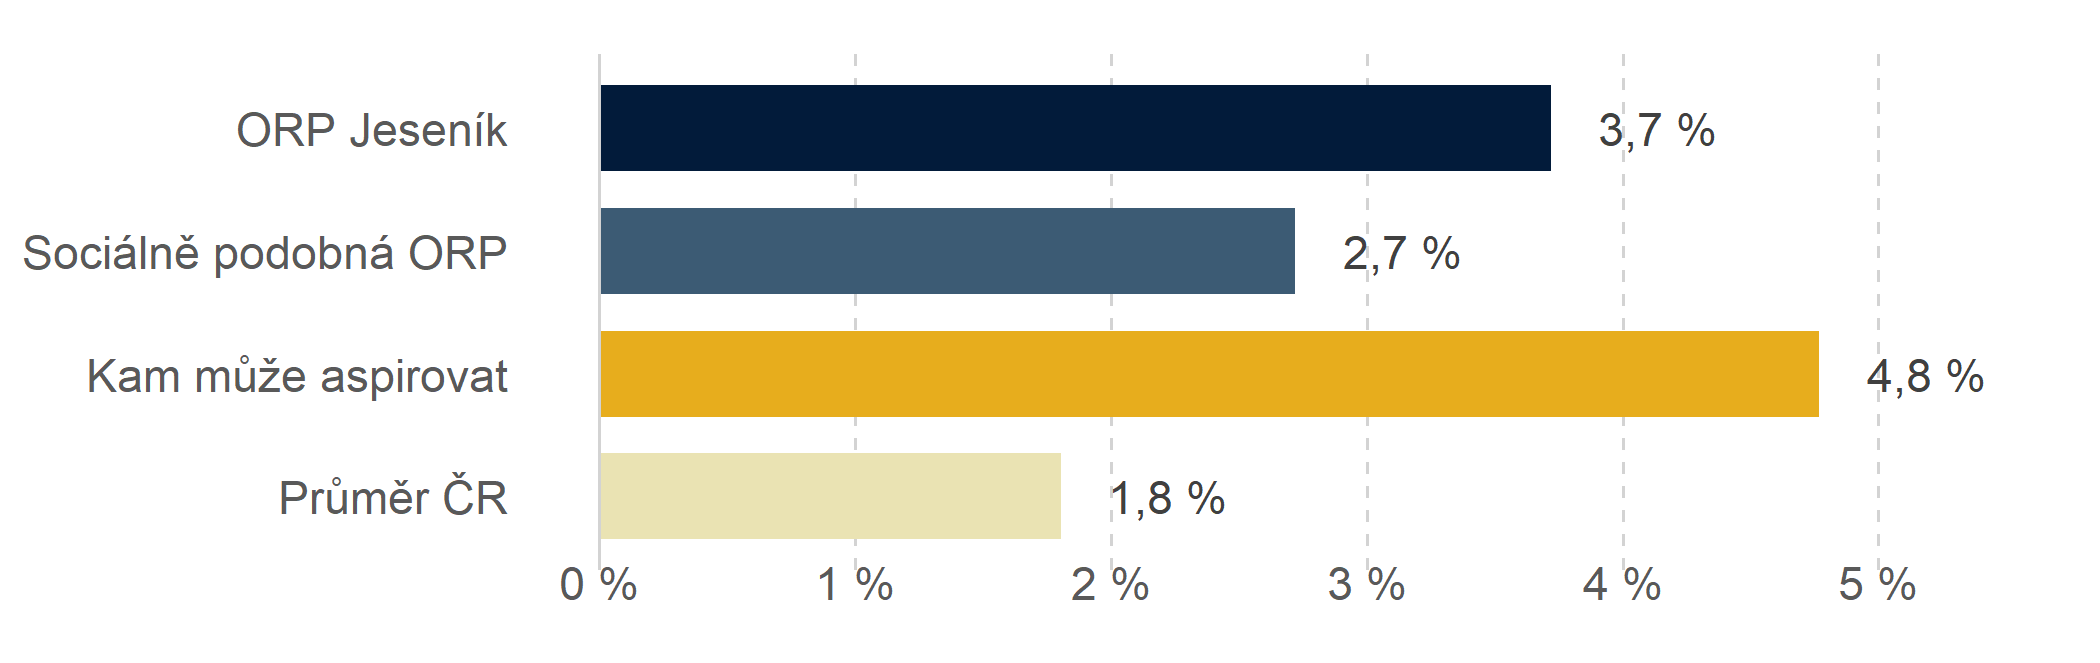 ORP Jeseník
3,7 %
Sociálně podobná ORP
2,7 %
Kam může aspirovat
4,8 %
Průměr ČR
1,8 %
0 % 1 % 2 % 3 % 4 % 5 %